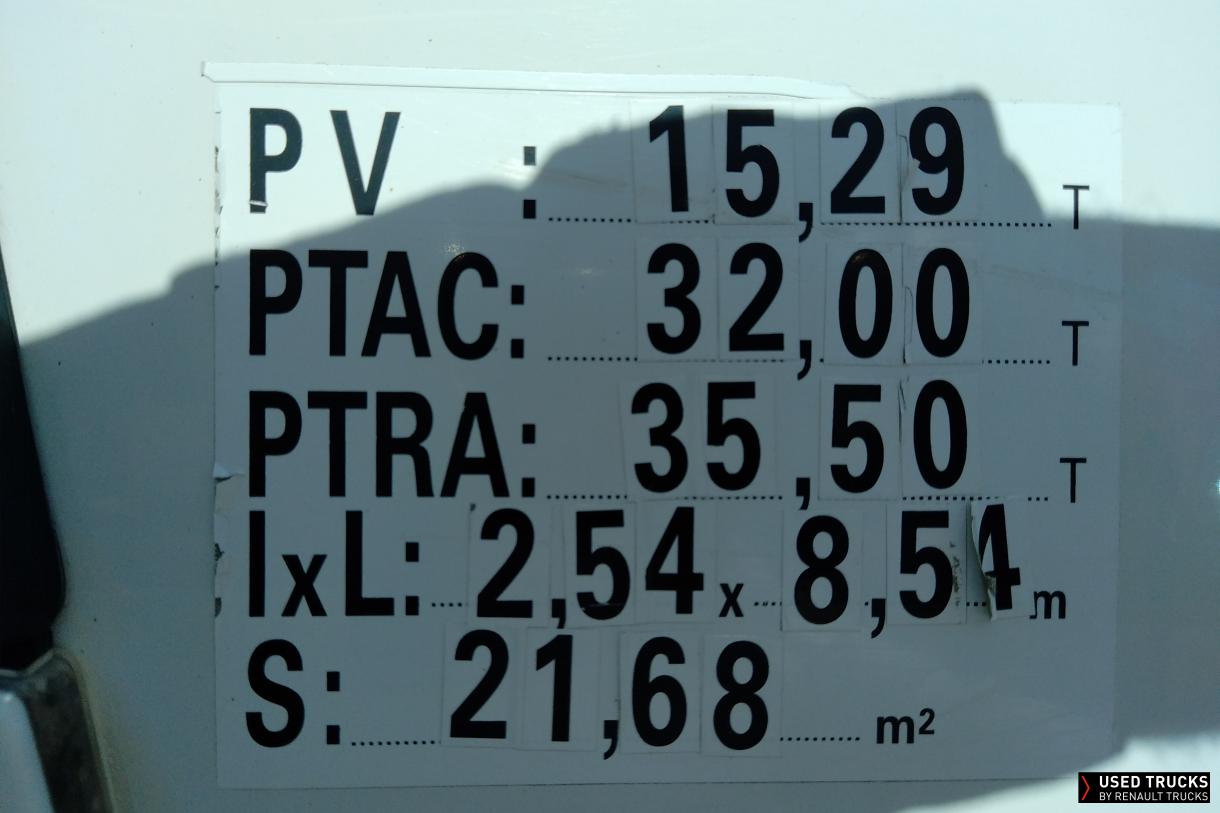 PV : 15,29 T
PTAC: 32,00 T
PTRA: 35,50 T
IxL: 2,54 x 8,54 m
S: 21,68 m²
USED TRUCKS
BY RENAULT TRUCKS